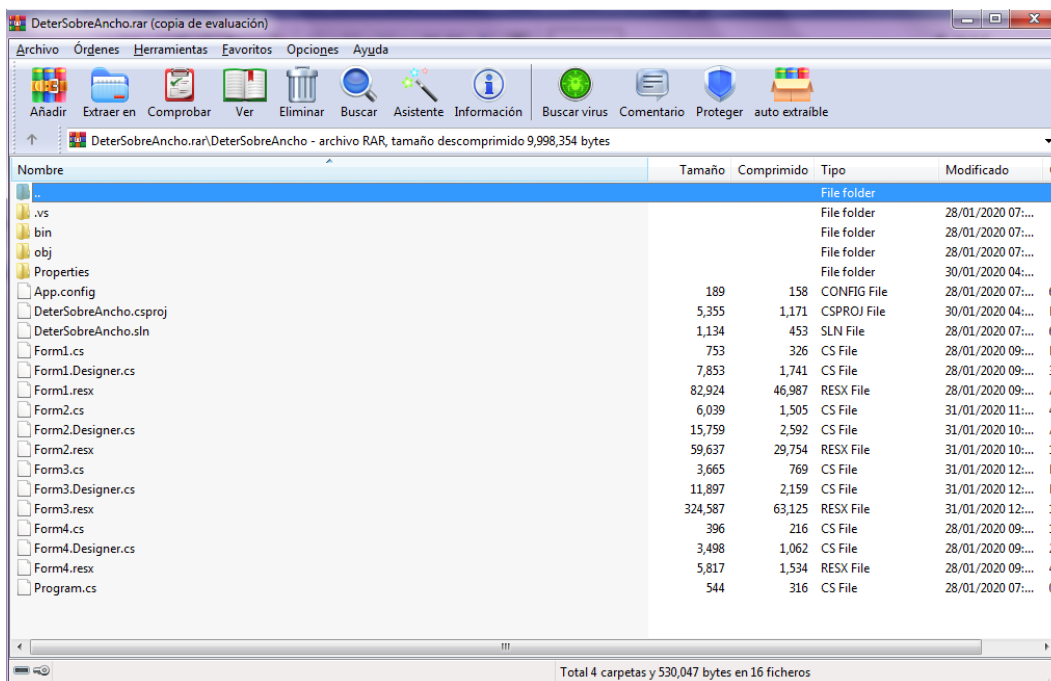 DeterSobreAncho.rar (copia de evaluación)
Archivo Órdenes Herramientas Favoritos Opciones Ayuda
Añadir Extraer en Comprobar Ver Eliminar Buscar Asistente Información Buscar virus Comentario Proteger auto extraible
DeterSobreAncho.rar\DeterSobreAncho - archivo RAR, tamaño descomprimido 9,998,354 bytes
Nombre Tamaño Comprimido Tipo Modificado
.. File folder
.vs File folder 28/01/2020 07:...
bin File folder 28/01/2020 07:...
obj File folder 28/01/2020 07:...
Properties File folder 30/01/2020 04:...
App.config 189 158 CONFIG File 28/01/2020 07:...
DeterSobreAncho.csproj 5,355 1,171 CSPROJ File 30/01/2020 04:...
DeterSobreAncho.sln 1,134 453 SLN File 28/01/2020 07:...
Form1.cs 753 326 CS File 28/01/2020 09:...
Form1.Designer.cs 7,853 1,741 CS File 28/01/2020 09:...
Form1.resx 82,924 46,987 RESX File 28/01/2020 09:...
Form2.cs 6,039 1,505 CS File 31/01/2020 11:...
Form2.Designer.cs 15,759 2,592 CS File 31/01/2020 10:...
Form2.resx 59,637 29,754 RESX File 31/01/2020 10:...
Form3.cs 3,665 769 CS File 31/01/2020 12:...
Form3.Designer.cs 11,897 2,159 CS File 31/01/2020 12:...
Form3.resx 324,587 63,125 RESX File 31/01/2020 12:...
Form4.cs 396 216 CS File 28/01/2020 09:...
Form4.Designer.cs 3,498 1,062 CS File 28/01/2020 09:...
Form4.resx 5,817 1,534 RESX File 28/01/2020 09:...
Program.cs 544 316 CS File 28/01/2020 07:...
Total 4 carpetas y 530,047 bytes en 16 ficheros